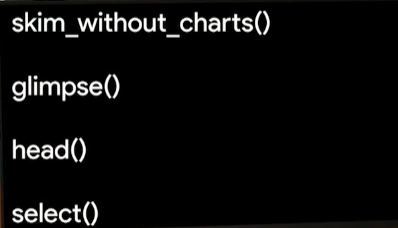 skim_without_charts()
glimpse()
head()
select()